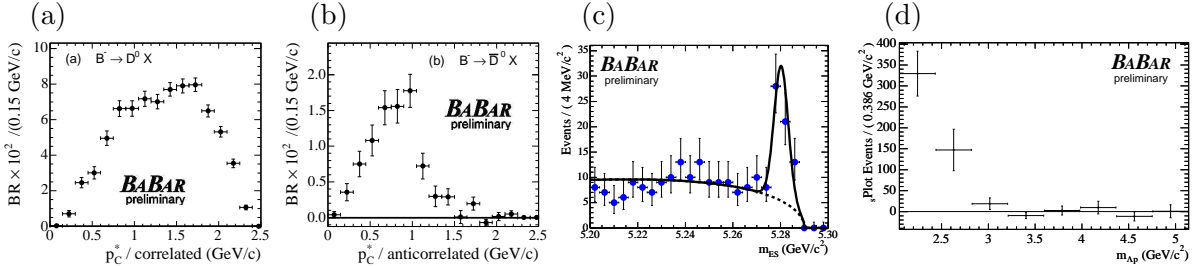 (a)
(a) B⁻ → D⁰ X
BABAR
preliminary
BR × 10² /(0.15 GeV/c)
10
8
6
4
2
0
0 0.5 1 1.5 2 2.5
p*_C / correlated (GeV/c)
(b)
(b) B⁻ → D̅⁰ X
BABAR
preliminary
BR × 10² /(0.15 GeV/c)
2.0
1.5
1.0
0.5
0.0
0 0.5 1 1.5 2 2.5
p*_C / anticorrelated (GeV/c)
(c)
BABAR
preliminary
Events / ( 4 MeV/c²)
35
30
25
20
15
10
5
0
5.20 5.22 5.24 5.26 5.28 5.30
m_ES (GeV/c²)
(d)
BABAR
preliminary
ₛPlot Events / ( 0.386 GeV/c²)
400
350
300
250
200
150
100
50
0
-50
-100
2.5 3 3.5 4 4.5 5
m_Λp (GeV/c²)